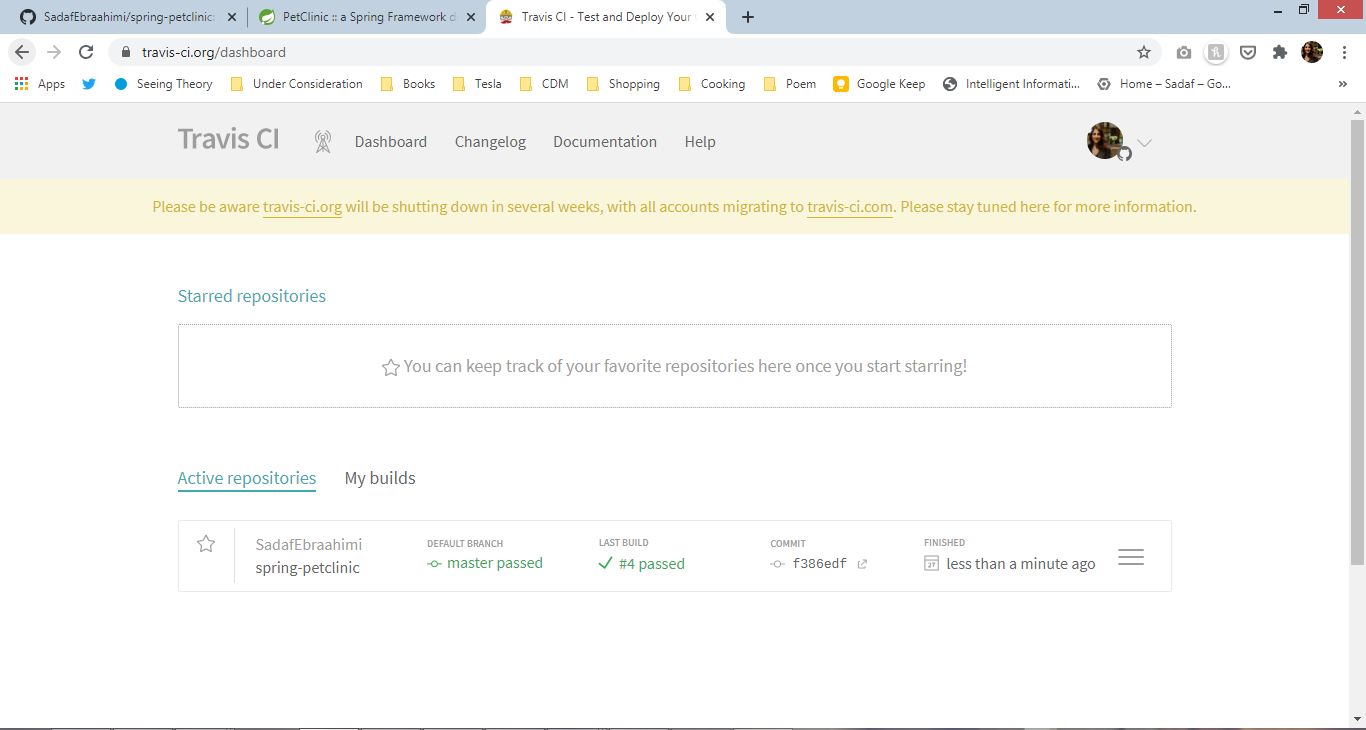 SadafEbraahimi/spring-petclinic:
PetClinic :: a Spring Framework d
Travis CI - Test and Deploy Your
travis-ci.org/dashboard
Apps Seeing Theory Under Consideration Books Tesla CDM Shopping Cooking Poem Google Keep Intelligent Informati... Home – Sadaf – Go... »
Travis CI Dashboard Changelog Documentation Help
Please be aware travis-ci.org will be shutting down in several weeks, with all accounts migrating to travis-ci.com. Please stay tuned here for more information.
Starred repositories
You can keep track of your favorite repositories here once you start starring!
Active repositories My builds
SadafEbraahimi
spring-petclinic
DEFAULT BRANCH
master passed
LAST BUILD
#4 passed
COMMIT
f386edf
FINISHED
27 less than a minute ago